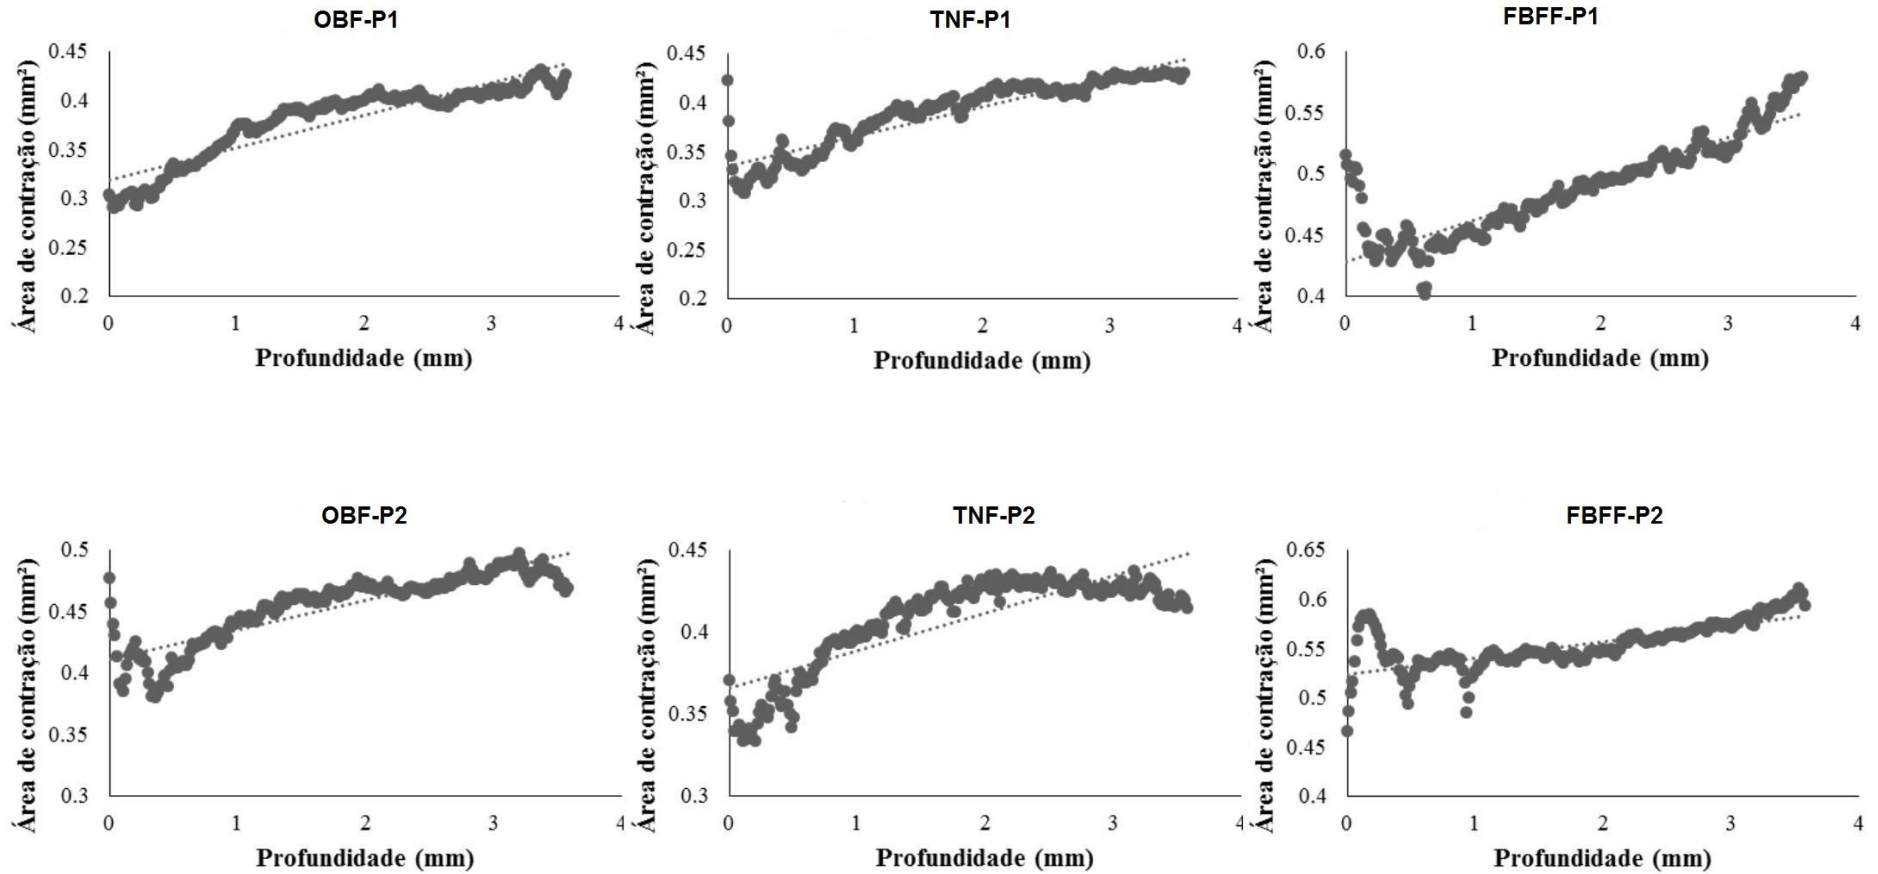 OBF-P1
0.45
0.4
0.35
0.3
0.25
0.2
0 1 2 3 4
Área de contração (mm²)
Profundidade (mm)
TNF-P1
0.45
0.4
0.35
0.3
0.25
0.2
0 1 2 3 4
Área de contração (mm²)
Profundidade (mm)
FBFF-P1
0.6
0.55
0.5
0.45
0.4
0 1 2 3 4
Área de contração (mm²)
Profundidade (mm)
OBF-P2
0.5
0.45
0.4
0.35
0.3
0 1 2 3 4
Área de contração (mm²)
Profundidade (mm)
TNF-P2
0.45
0.4
0.35
0.3
0 1 2 3 4
Área de contração (mm²)
Profundidade (mm)
FBFF-P2
0.65
0.6
0.55
0.5
0.45
0.4
0 1 2 3 4
Área de contração (mm²)
Profundidade (mm)